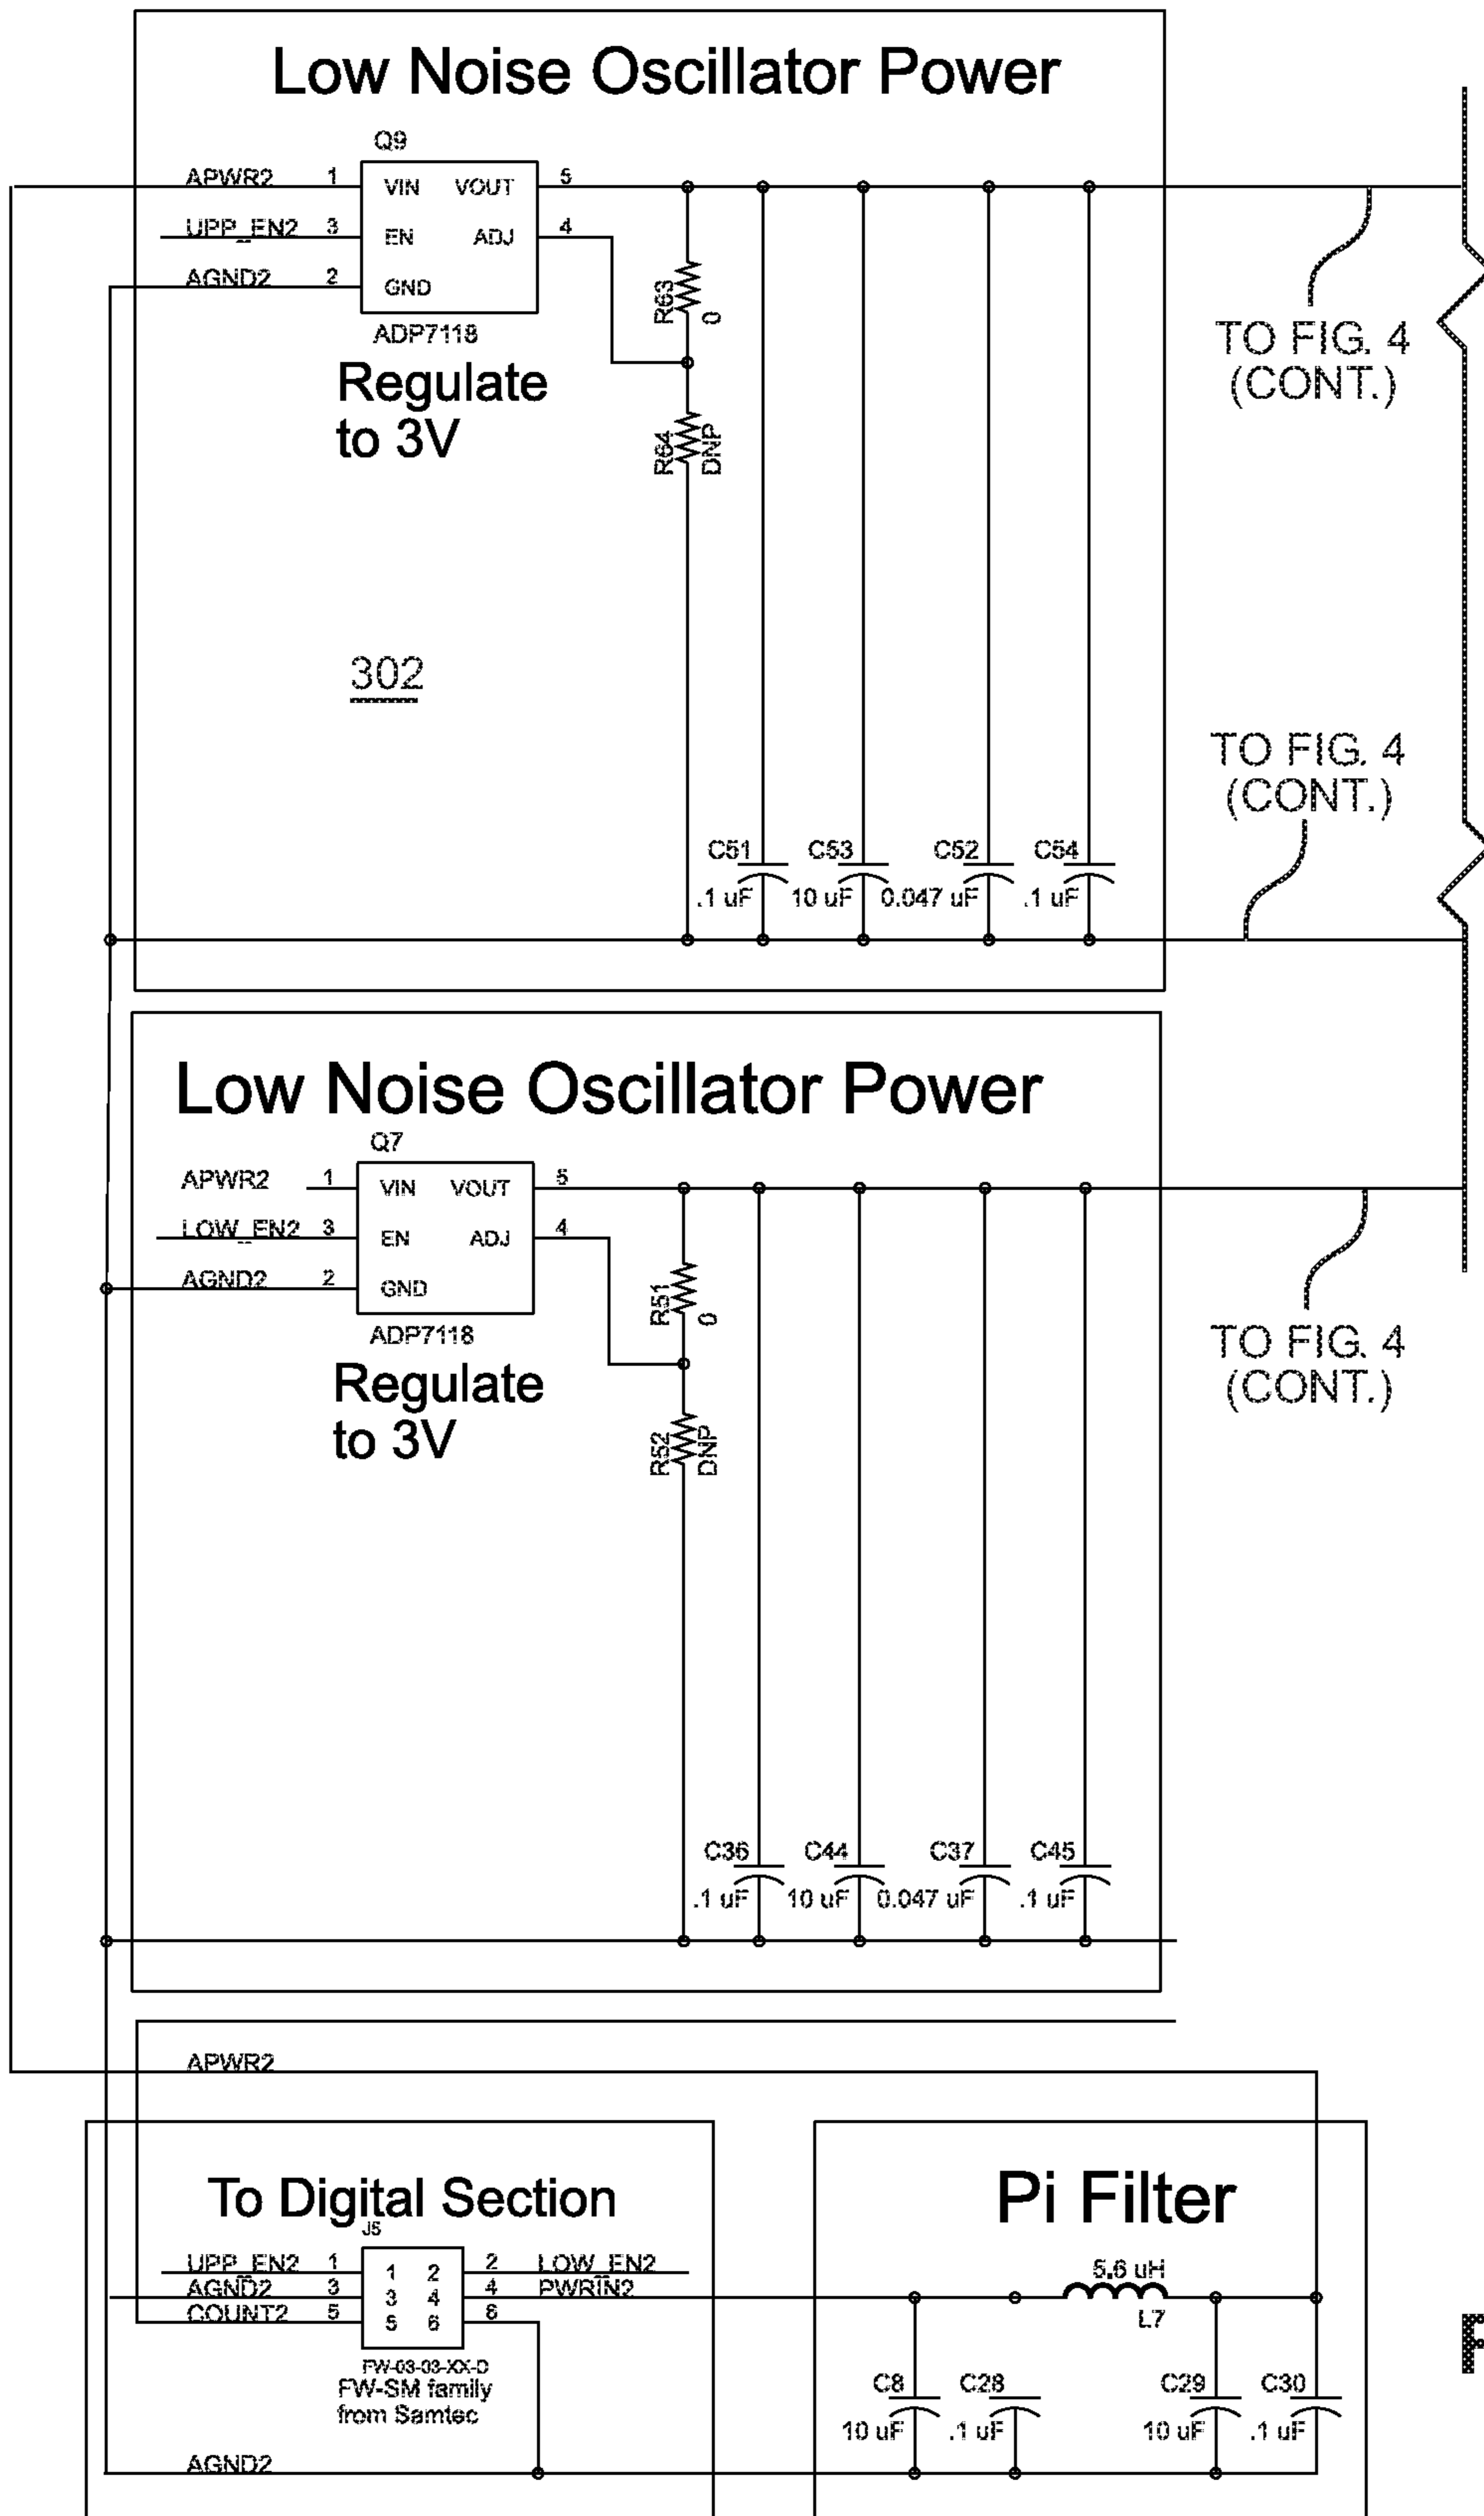 Low Noise Oscillator Power
Q9
APWR2 1 VIN VOUT 5
UPP_EN2 3 EN ADJ 4
AGND2 2 GND
ADP7118
Regulate
to 3V
R63
0
R64
DNP
TO FIG. 4
(CONT.)
302
TO FIG. 4
(CONT.)
C51 C53 C52 C54
.1 uF 10 uF 0.047 uF .1 uF
Low Noise Oscillator Power
Q7
APWR2 1 VIN VOUT 5
LOW_EN2 3 EN ADJ 4
AGND2 2 GND
ADP7118
Regulate
to 3V
R51
0
R52
DNP
TO FIG. 4
(CONT.)
C36 C44 C37 C45
.1 uF 10 uF 0.047 uF .1 uF
APWR2
To Digital Section
J5
UPP_EN2 1 1 2 2 LOW_EN2
AGND2 3 3 4 4 PWRIN2
COUNT2 5 5 6 6
FW-03-03-XX-D
FW-SM family
from Samtec
AGND2
Pi Filter
5.6 uH
L7
C8 C28 C29 C30
10 uF .1 uF 10 uF .1 uF